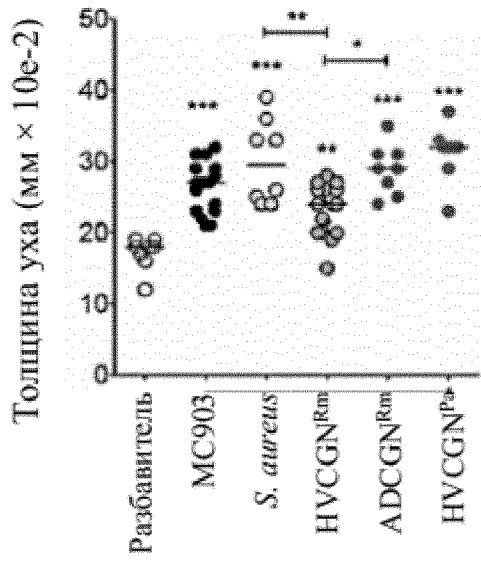 Толщина уха (мм × 10e-2)
50
40
30
20
10
0
**
*
***
***
**
***
***
Разбавитель
MC903
S. aureus
HVCGN^Rm
ADCGN^Rm
HVCGN^Pa